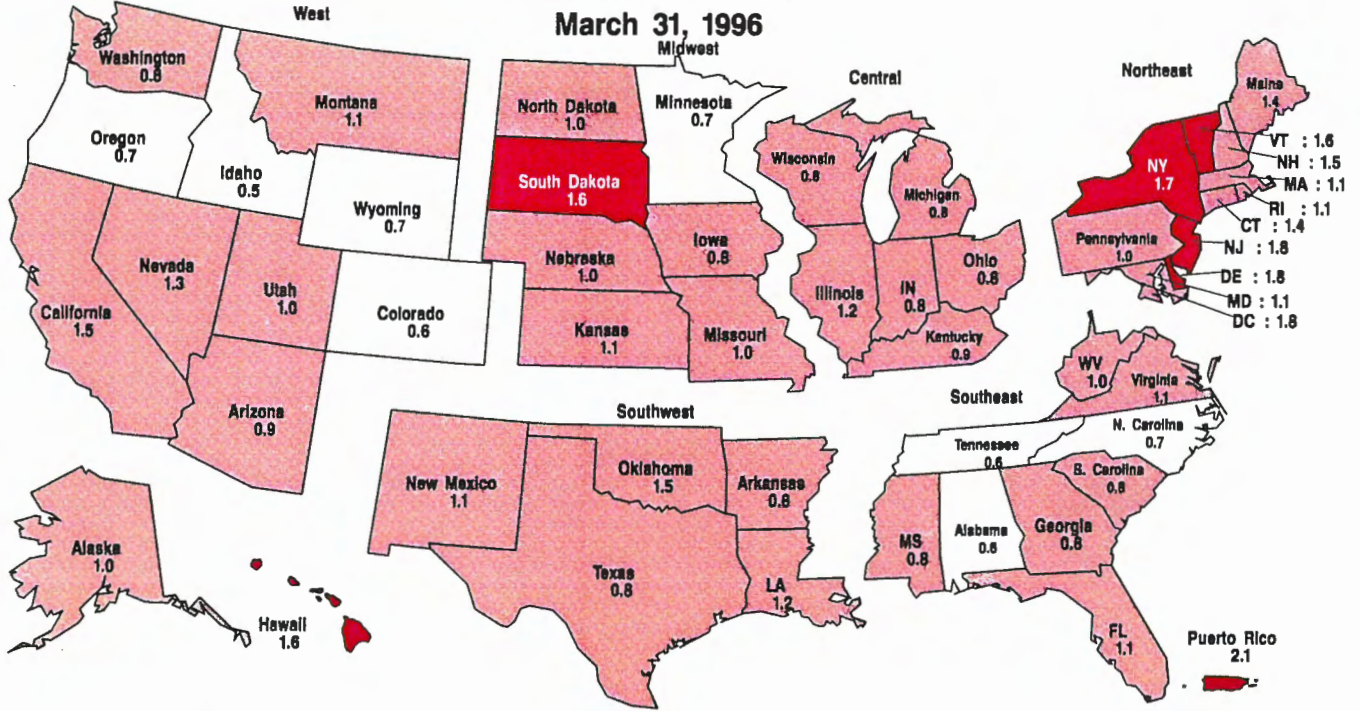 March 31, 1996
West
Washington
0.8
Oregon
0.7
Idaho
0.5
Montana
1.1
Wyoming
0.7
California
1.5
Nevada
1.3
Utah
1.0
Colorado
0.6
Arizona
0.9
Alaska
1.0
Hawaii
1.6
Midwest
North Dakota
1.0
Minnesota
0.7
South Dakota
1.6
Nebraska
1.0
Iowa
0.8
Kansas
1.1
Missouri
1.0
Central
Wisconsin
0.8
Michigan
0.8
Illinois
1.2
IN
0.8
Ohio
0.8
Kentucky
0.9
Northeast
Maine
1.4
VT : 1.6
NH : 1.5
MA : 1.1
RI : 1.1
CT : 1.4
NJ : 1.8
DE : 1.8
MD : 1.1
DC : 1.8
NY
1.7
Pennsylvania
1.0
Southwest
New Mexico
1.1
Oklahoma
1.5
Arkansas
0.8
Texas
0.8
LA
1.2
Southeast
WV
1.0
Virginia
1.1
Tennessee
0.6
N. Carolina
0.7
S. Carolina
0.8
MS
0.8
Alabama
0.6
Georgia
0.8
FL
1.1
Puerto Rico
2.1